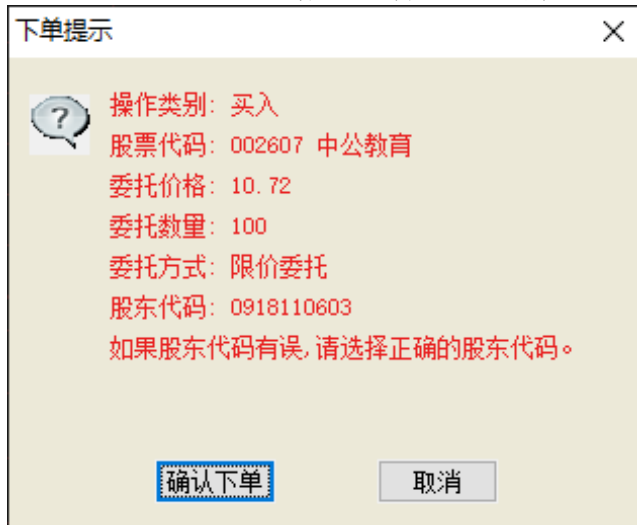 下单提示
操作类别: 买入
股票代码: 002607 中公教育
委托价格: 10.72
委托数量: 100
委托方式: 限价委托
股东代码: 0918110603
如果股东代码有误,请选择正确的股东代码。
确认下单 取消